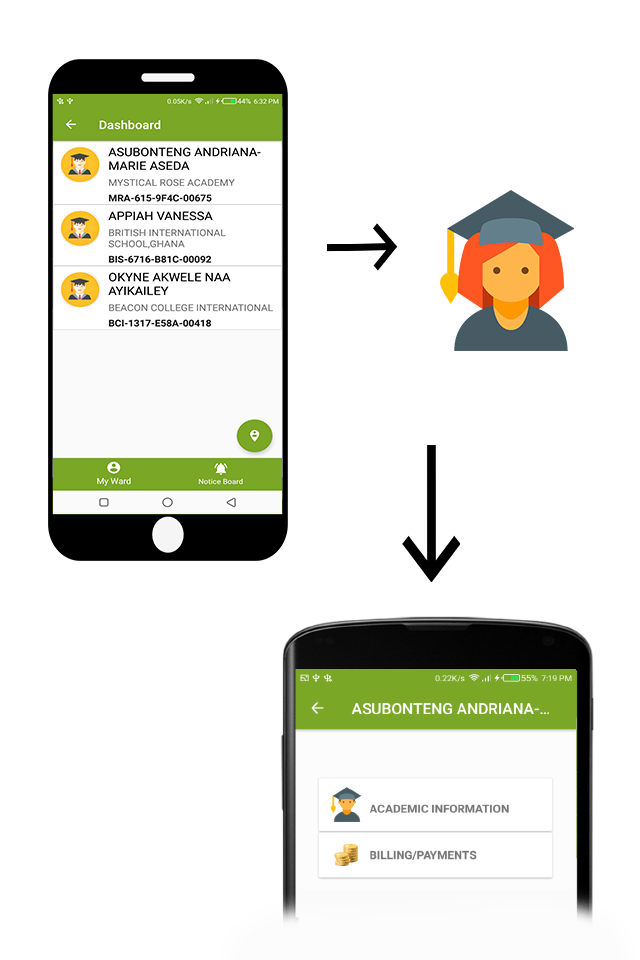 0.05K/s 44% 6:32 PM
Dashboard
ASUBONTENG ANDRIANA-
MARIE ASEDA
MYSTICAL ROSE ACADEMY
MRA-615-9F4C-00675
APPIAH VANESSA
BRITISH INTERNATIONAL
SCHOOL,GHANA
BIS-6716-B81C-00092
OKYNE AKWELE NAA
AYIKAILEY
BEACON COLLEGE INTERNATIONAL
BCI-1317-E58A-00418
My Ward
Notice Board
0.22K/s 55% 7:19 PM
ASUBONTENG ANDRIANA-...
ACADEMIC INFORMATION
BILLING/PAYMENTS